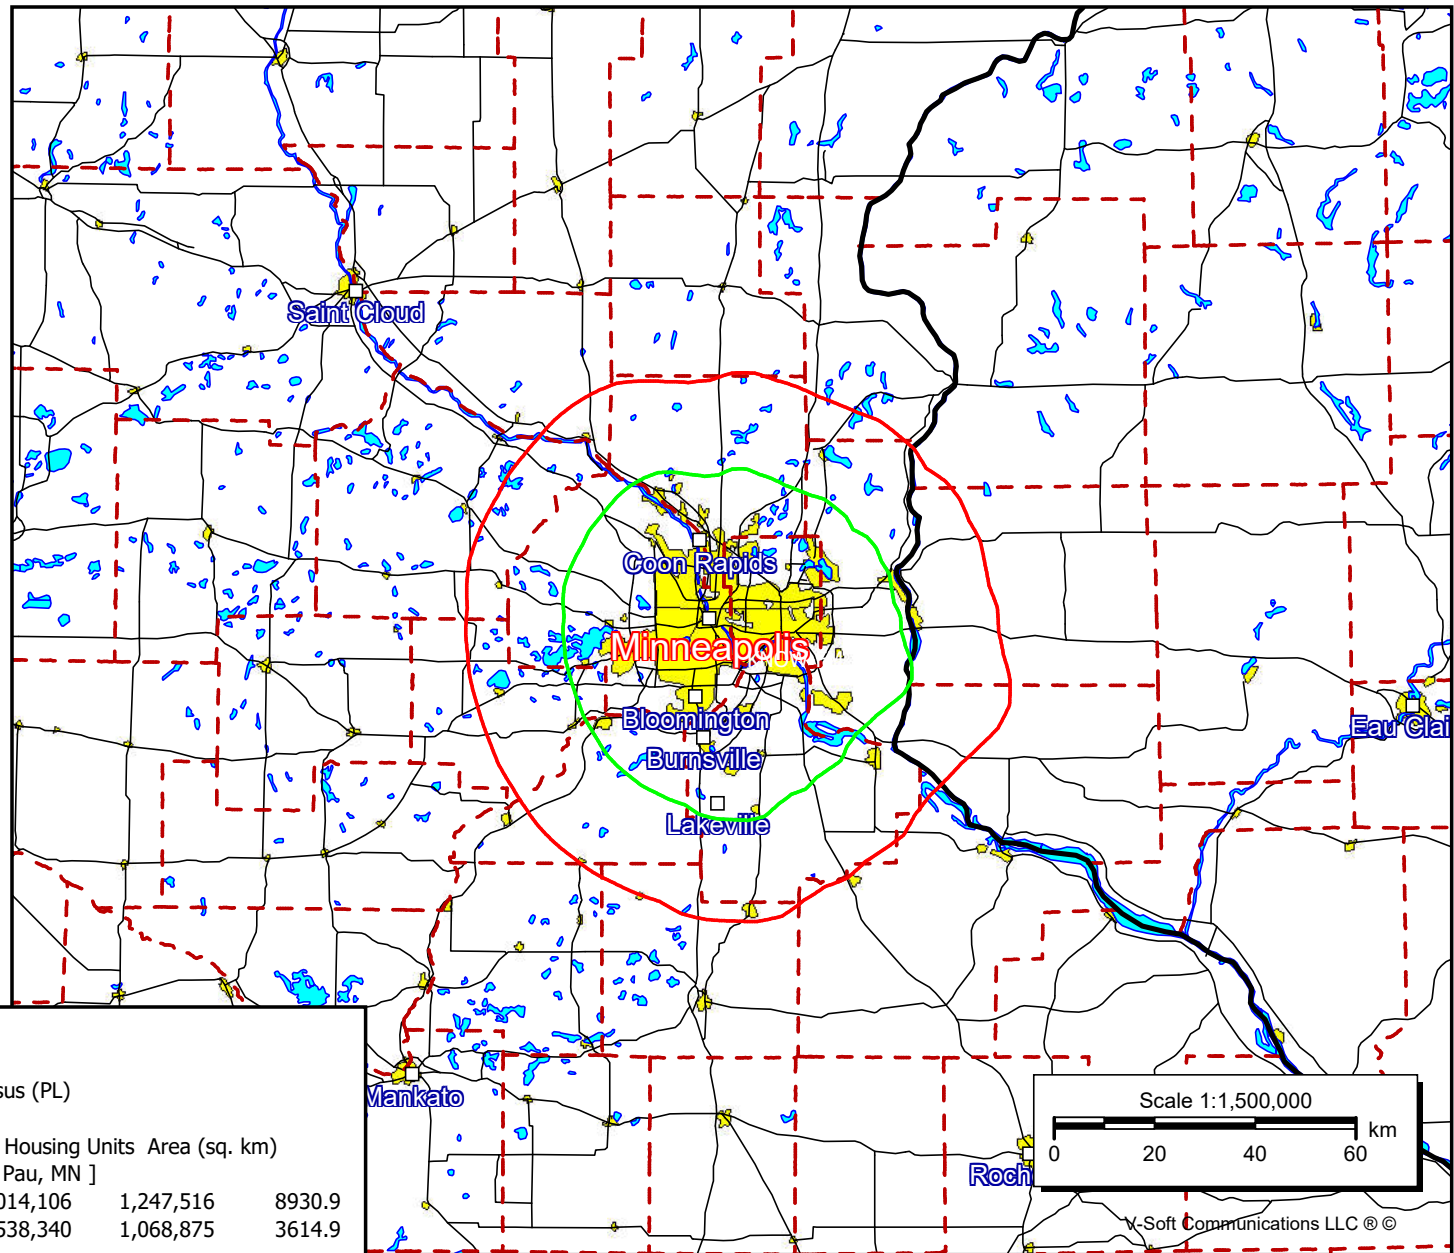 Saint Cloud
Coon Rapids
Minneapolis
KNOW
Bloomington
Burnsville
Eau Clai
Lakeville
sus (PL)
Housing Units Area (sq. km)
Pau, MN ]
014,106 1,247,516 8930.9
538,340 1,068,875 3614.9
Mankato
Roch
Scale 1:1,500,000
km
0 20 40 60
V-Soft Communications LLC ® ©